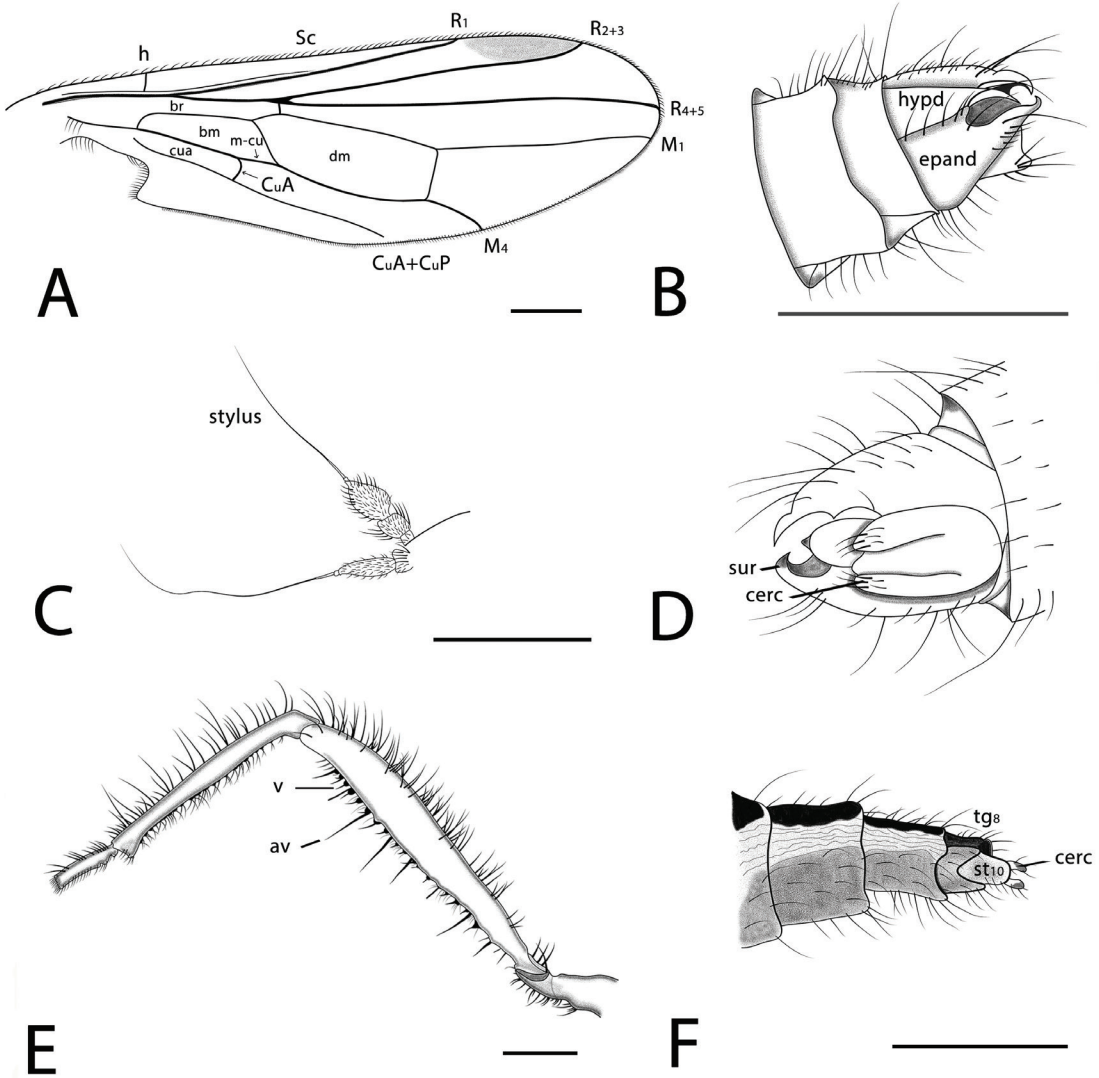 h
Sc
R1
R2+3
R4+5
M1
M4
br
bm
m-cu
cua
CuA
dm
CuA+CuP
A
hypd
epand
B
stylus
C
sur
cerc
D
v
av
E
tg8
st10
cerc
F